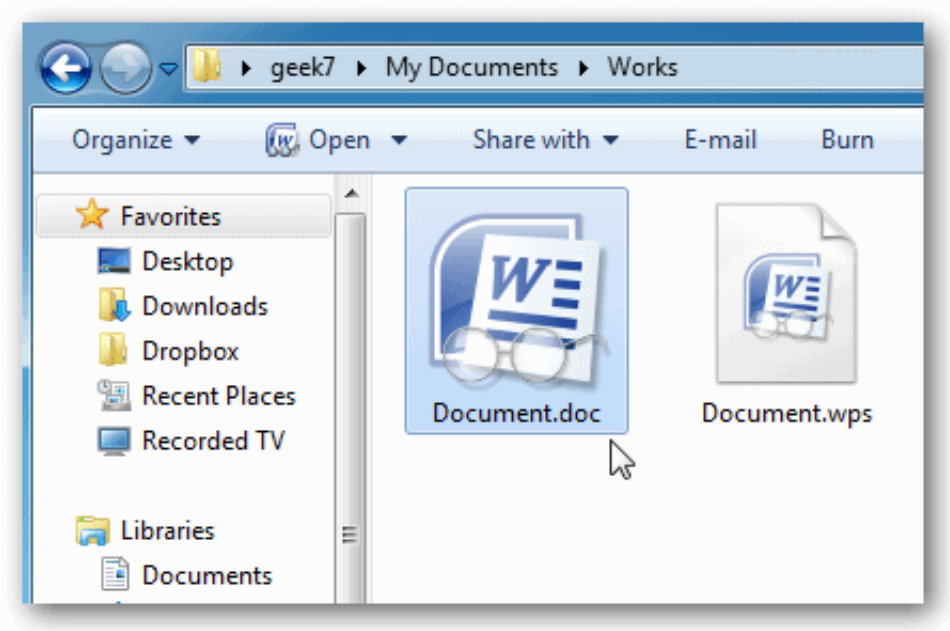 geek7 My Documents Works
Organize Open Share with E-mail Burn
Favorites
Desktop
Downloads
Dropbox
Recent Places
Recorded TV
Libraries
Documents
W
Document.doc
W
Document.wps